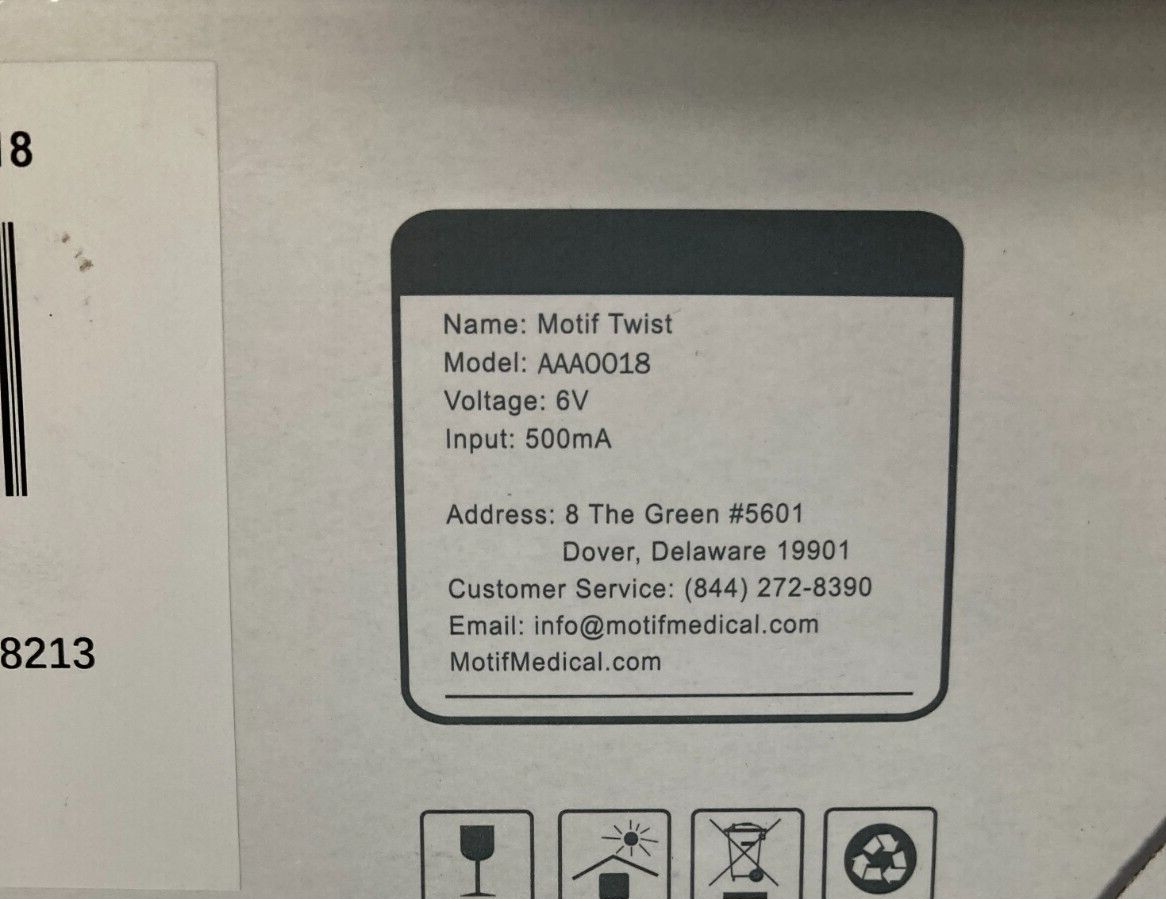 8
8213
Name: Motif Twist
Model: AAA0018
Voltage: 6V
Input: 500mA
Address: 8 The Green #5601
Dover, Delaware 19901
Customer Service: (844) 272-8390
Email: info@motifmedical.com
MotifMedical.com